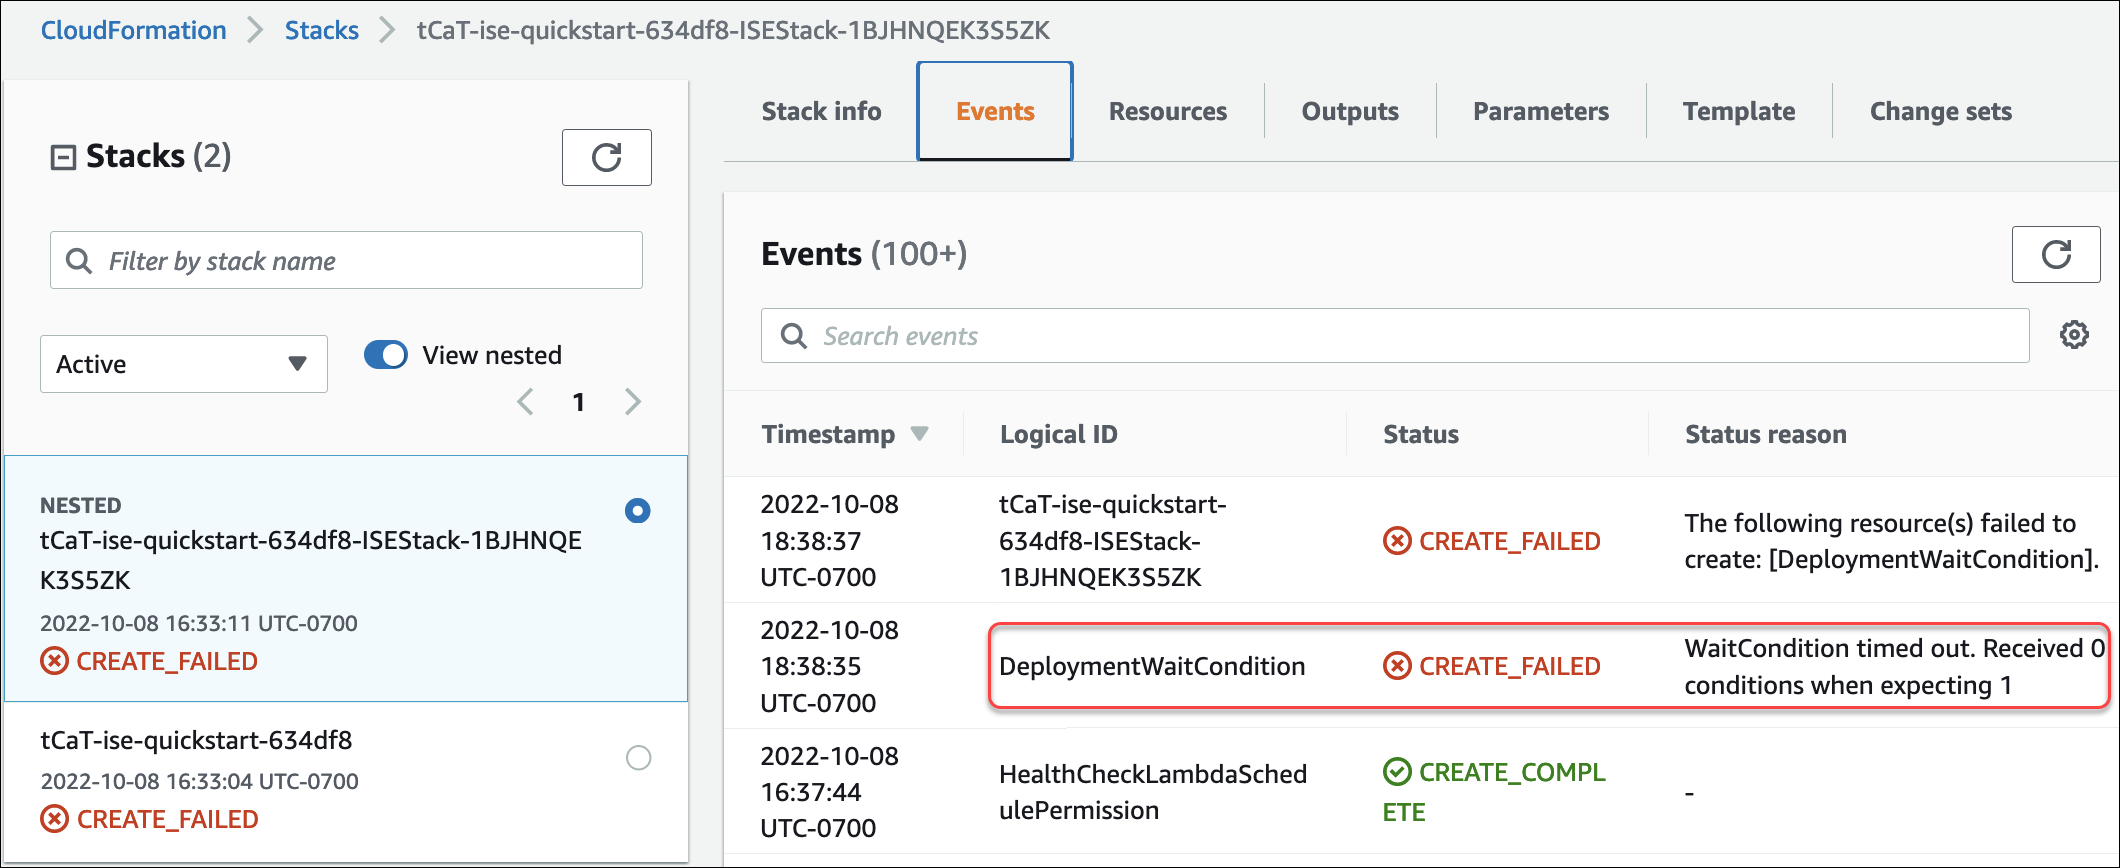 CloudFormation > Stacks > tCaT-ise-quickstart-634df8-ISEStack-1BJHNQEK3S5ZK
Stacks (2)
Filter by stack name
Active
View nested
1
NESTED
tCaT-ise-quickstart-634df8-ISEStack-1BJHNQE
K3S5ZK
2022-10-08 16:33:11 UTC-0700
CREATE_FAILED
tCaT-ise-quickstart-634df8
2022-10-08 16:33:04 UTC-0700
CREATE_FAILED
Stack info
Events
Resources
Outputs
Parameters
Template
Change sets
Events (100+)
Search events
Timestamp
Logical ID
Status
Status reason
2022-10-08
18:38:37
UTC-0700
tCaT-ise-quickstart-
634df8-ISEStack-
1BJHNQEK3S5ZK
CREATE_FAILED
The following resource(s) failed to
create: [DeploymentWaitCondition].
2022-10-08
18:38:35
UTC-0700
DeploymentWaitCondition
CREATE_FAILED
WaitCondition timed out. Received 0
conditions when expecting 1
2022-10-08
16:37:44
UTC-0700
HealthCheckLambdaSched
ulePermission
CREATE_COMPL
ETE
-